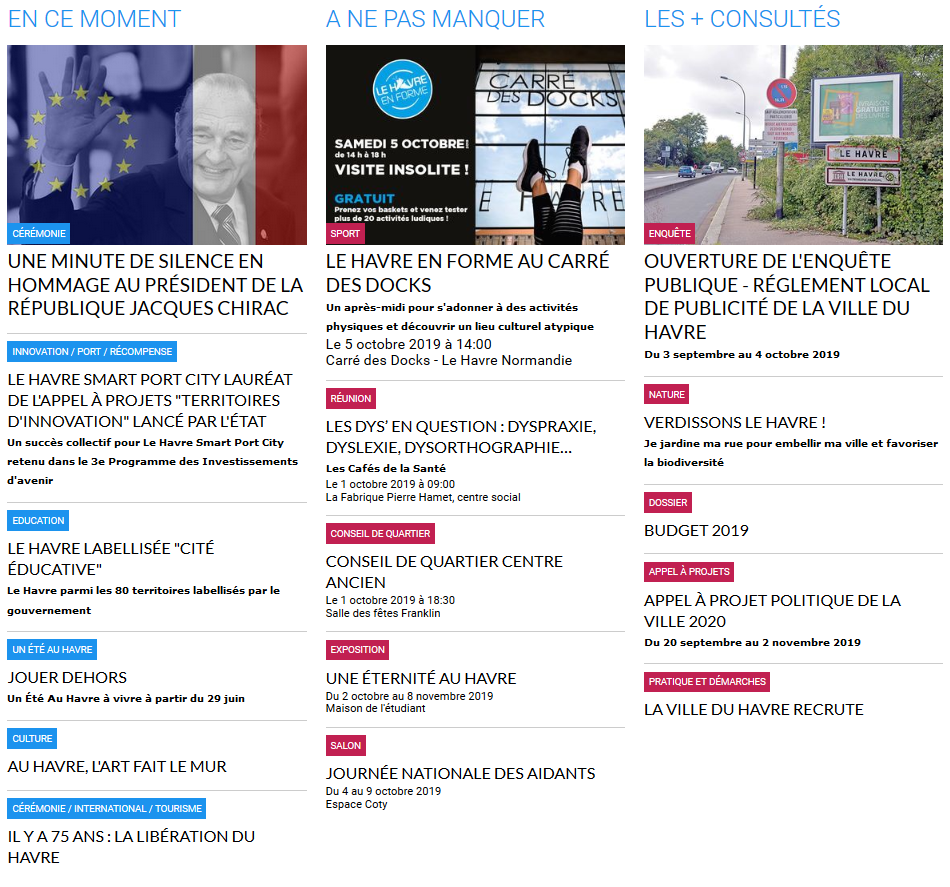 EN CE MOMENT
CÉRÉMONIE
UNE MINUTE DE SILENCE EN
HOMMAGE AU PRÉSIDENT DE LA
RÉPUBLIQUE JACQUES CHIRAC
INNOVATION / PORT / RÉCOMPENSE
LE HAVRE SMART PORT CITY LAURÉAT
DE L'APPEL À PROJETS "TERRITOIRES
D'INNOVATION" LANCÉ PAR L'ÉTAT
Un succès collectif pour Le Havre Smart Port City
retenu dans le 3e Programme des Investissements
d'avenir
EDUCATION
LE HAVRE LABELLISÉE "CITÉ
ÉDUCATIVE"
Le Havre parmi les 80 territoires labellisés par le
gouvernement
UN ÉTÉ AU HAVRE
JOUER DEHORS
Un Été Au Havre à vivre à partir du 29 juin
CULTURE
AU HAVRE, L'ART FAIT LE MUR
CÉRÉMONIE / INTERNATIONAL / TOURISME
IL Y A 75 ANS : LA LIBÉRATION DU
HAVRE
A NE PAS MANQUER
LE HAVRE
EN FORME
CARRÉ
DES DOCKS
SAMEDI 5 OCTOBRE
de 14 h à 18 h
VISITE INSOLITE !
GRATUIT
Prenez vos baskets et venez tester
plus de 20 activités ludiques !
SPORT
LE HAVRE EN FORME AU CARRÉ
DES DOCKS
Un après-midi pour s'adonner à des activités
physiques et découvrir un lieu culturel atypique
Le 5 octobre 2019 à 14:00
Carré des Docks - Le Havre Normandie
RÉUNION
LES DYS’ EN QUESTION : DYSPRAXIE,
DYSLEXIE, DYSORTHOGRAPHIE...
Les Cafés de la Santé
Le 1 octobre 2019 à 09:00
La Fabrique Pierre Hamet, centre social
CONSEIL DE QUARTIER
CONSEIL DE QUARTIER CENTRE
ANCIEN
Le 1 octobre 2019 à 18:30
Salle des fêtes Franklin
EXPOSITION
UNE ÉTERNITÉ AU HAVRE
Du 2 octobre au 8 novembre 2019
Maison de l'étudiant
SALON
JOURNÉE NATIONALE DES AIDANTS
Du 4 au 9 octobre 2019
Espace Coty
LES + CONSULTÉS
LIVRAISON
GRATUITE
DES LIVRES
LE HAVRE
LE HAVRE
ENQUÊTE
OUVERTURE DE L'ENQUÊTE
PUBLIQUE - RÉGLEMENT LOCAL
DE PUBLICITÉ DE LA VILLE DU
HAVRE
Du 3 septembre au 4 octobre 2019
NATURE
VERDISSONS LE HAVRE !
Je jardine ma rue pour embellir ma ville et favoriser
la biodiversité
DOSSIER
BUDGET 2019
APPEL À PROJETS
APPEL À PROJET POLITIQUE DE LA
VILLE 2020
Du 20 septembre au 2 novembre 2019
PRATIQUE ET DÉMARCHES
LA VILLE DU HAVRE RECRUTE